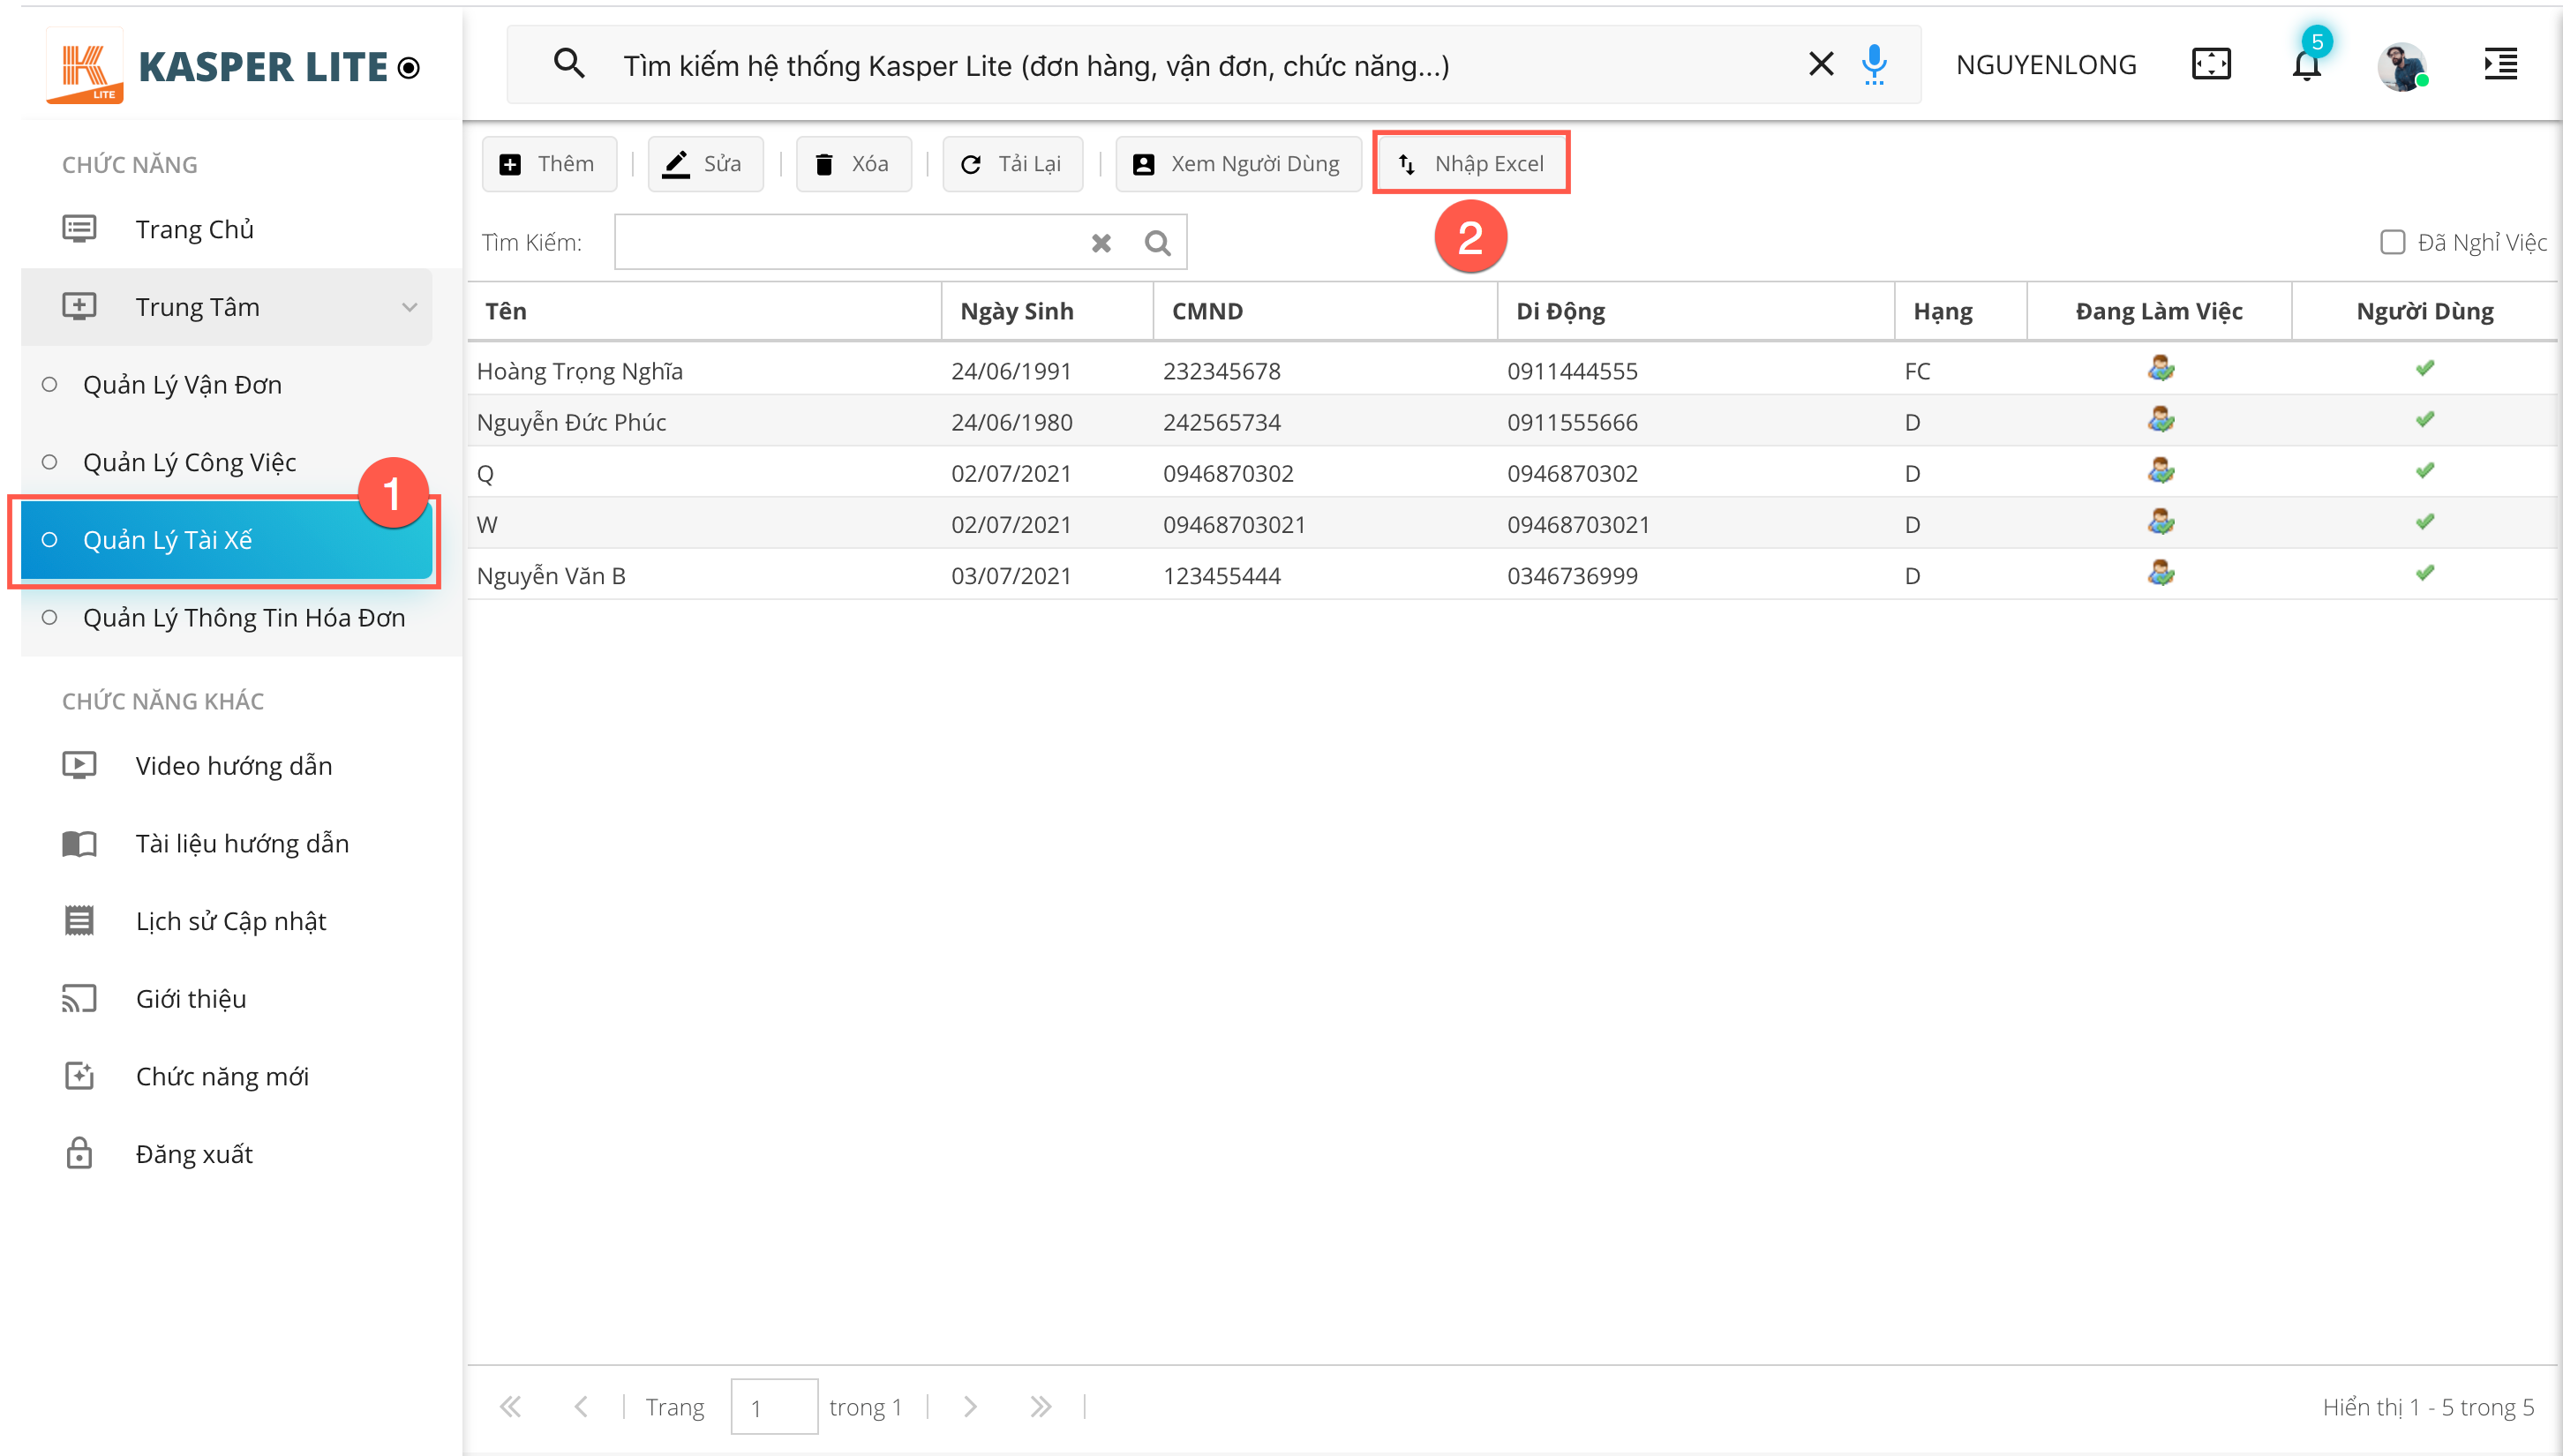 KASPER LITE
LITE
Tìm kiếm hệ thống Kasper Lite (đơn hàng, vận đơn, chức năng...)
NGUYENLONG
5
CHỨC NĂNG
Trang Chủ
Trung Tâm
Quản Lý Vận Đơn
Quản Lý Công Việc
1
Quản Lý Tài Xế
Quản Lý Thông Tin Hóa Đơn
CHỨC NĂNG KHÁC
Video hướng dẫn
Tài liệu hướng dẫn
Lịch sử Cập nhật
Giới thiệu
Chức năng mới
Đăng xuất
Thêm | Sửa | Xóa | Tải Lại | Xem Người Dùng Nhập Excel
2
Tìm Kiếm:
Đã Nghỉ Việc
Tên Ngày Sinh CMND Di Động Hạng Đang Làm Việc Người Dùng
Hoàng Trọng Nghĩa 24/06/1991 232345678 0911444555 FC
Nguyễn Đức Phúc 24/06/1980 242565734 0911555666 D
Q 02/07/2021 0946870302 0946870302 D
W 02/07/2021 09468703021 09468703021 D
Nguyễn Văn B 03/07/2021 123455444 0346736999 D
Trang 1 trong 1
Hiển thị 1 - 5 trong 5